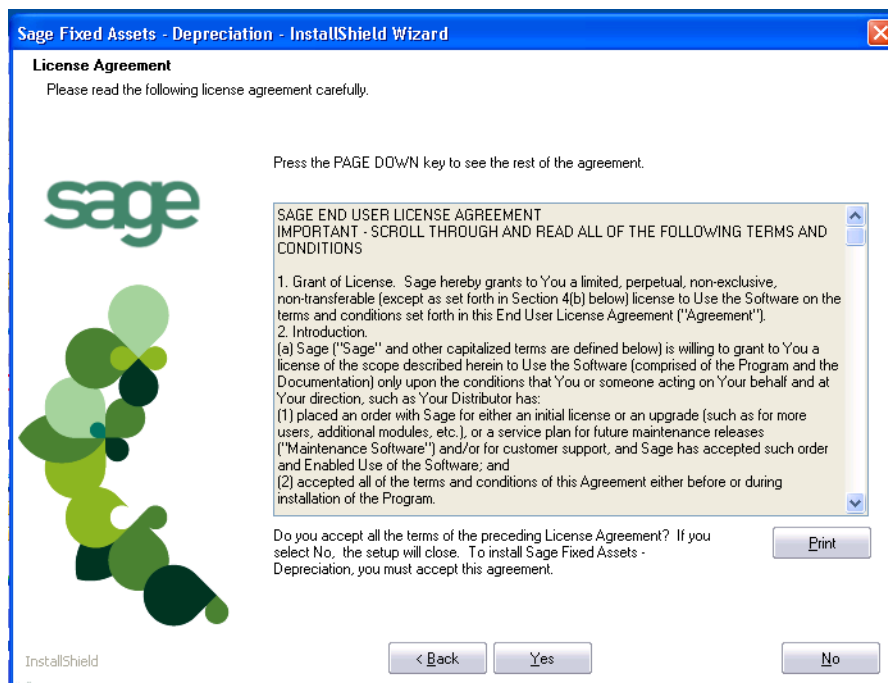 Sage Fixed Assets - Depreciation - InstallShield Wizard
License Agreement
Please read the following license agreement carefully.
Press the PAGE DOWN key to see the rest of the agreement.
sage
SAGE END USER LICENSE AGREEMENT
IMPORTANT - SCROLL THROUGH AND READ ALL OF THE FOLLOWING TERMS AND
CONDITIONS
1. Grant of License.  Sage hereby grants to You a limited, perpetual, non-exclusive,
non-transferable (except as set forth in Section 4(b) below) license to Use the Software on the
terms and conditions set forth in this End User License Agreement ("Agreement").
2. Introduction.
(a) Sage ("Sage" and other capitalized terms are defined below) is willing to grant to You a
license of the scope described herein to Use the Software (comprised of the Program and the
Documentation) only upon the conditions that You or someone acting on Your behalf and at
Your direction, such as Your Distributor has:
(1) placed an order with Sage for either an initial license or an upgrade (such as for more
users, additional modules, etc.), or a service plan for future maintenance releases
("Maintenance Software") and/or for customer support, and Sage has accepted such order
and Enabled Use of the Software; and
(2) accepted all of the terms and conditions of this Agreement either before or during
installation of the Program.
Do you accept all the terms of the preceding License Agreement?  If you
select No,  the setup will close.  To install Sage Fixed Assets -
Depreciation, you must accept this agreement.
Print
InstallShield
< Back
Yes
No